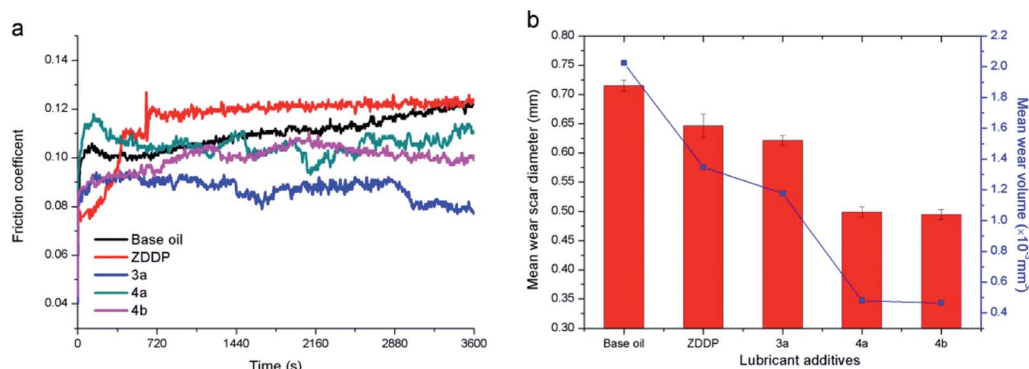 a
0.14
0.12
0.10
0.08
0.06
0.04
Friction coefficent
Base oil
ZDDP
3a
4a
4b
0
720
1440
2160
2880
3600
Time (s)
b
0.80
0.75
0.70
0.65
0.60
0.55
0.50
0.45
0.40
0.35
0.30
Mean wear scar diameter (mm)
2.2
2.0
1.8
1.6
1.4
1.2
1.0
0.8
0.6
0.4
Mean wear volume (×10⁻³mm³)
Base oil
ZDDP
3a
4a
4b
Lubricant additives